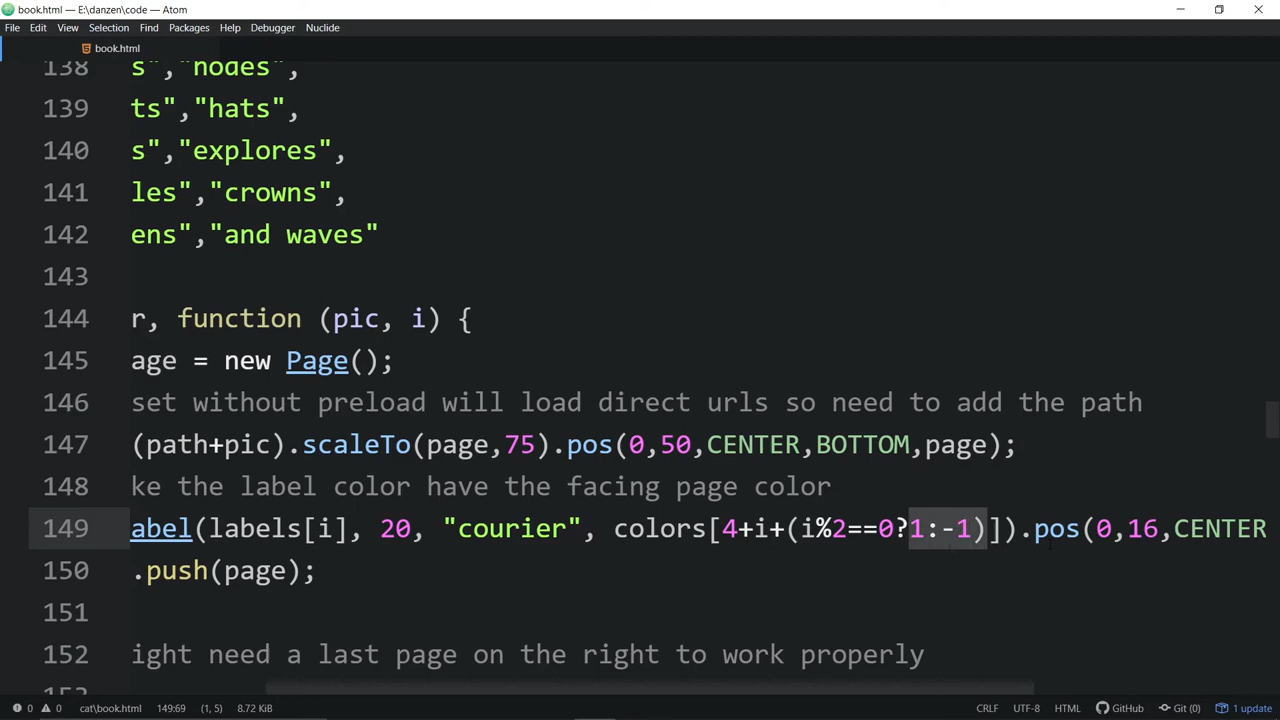 book.html — E:\danzen\code — Atom
File Edit View Selection Find Packages Help Debugger Nuclide
book.html
138 s","nodes",
139 ts","hats",
140 s","explores",
141 les","crowns",
142 ens","and waves"
143
144 r, function (pic, i) {
145 age = new Page();
146 set without preload will load direct urls so need to add the path
147 (path+pic).scaleTo(page,75).pos(0,50,CENTER,BOTTOM,page);
148 ke the label color have the facing page color
149 abel(labels[i], 20, "courier", colors[4+i+(i%2==0?1:-1)]).pos(0,16,CENTER
150 .push(page);
151
152 ight need a last page on the right to work properly
153
0 0 cat\book.html 149:69 (1, 5) 8.72 KiB CRLF UTF-8 HTML GitHub Git (0) 1 update